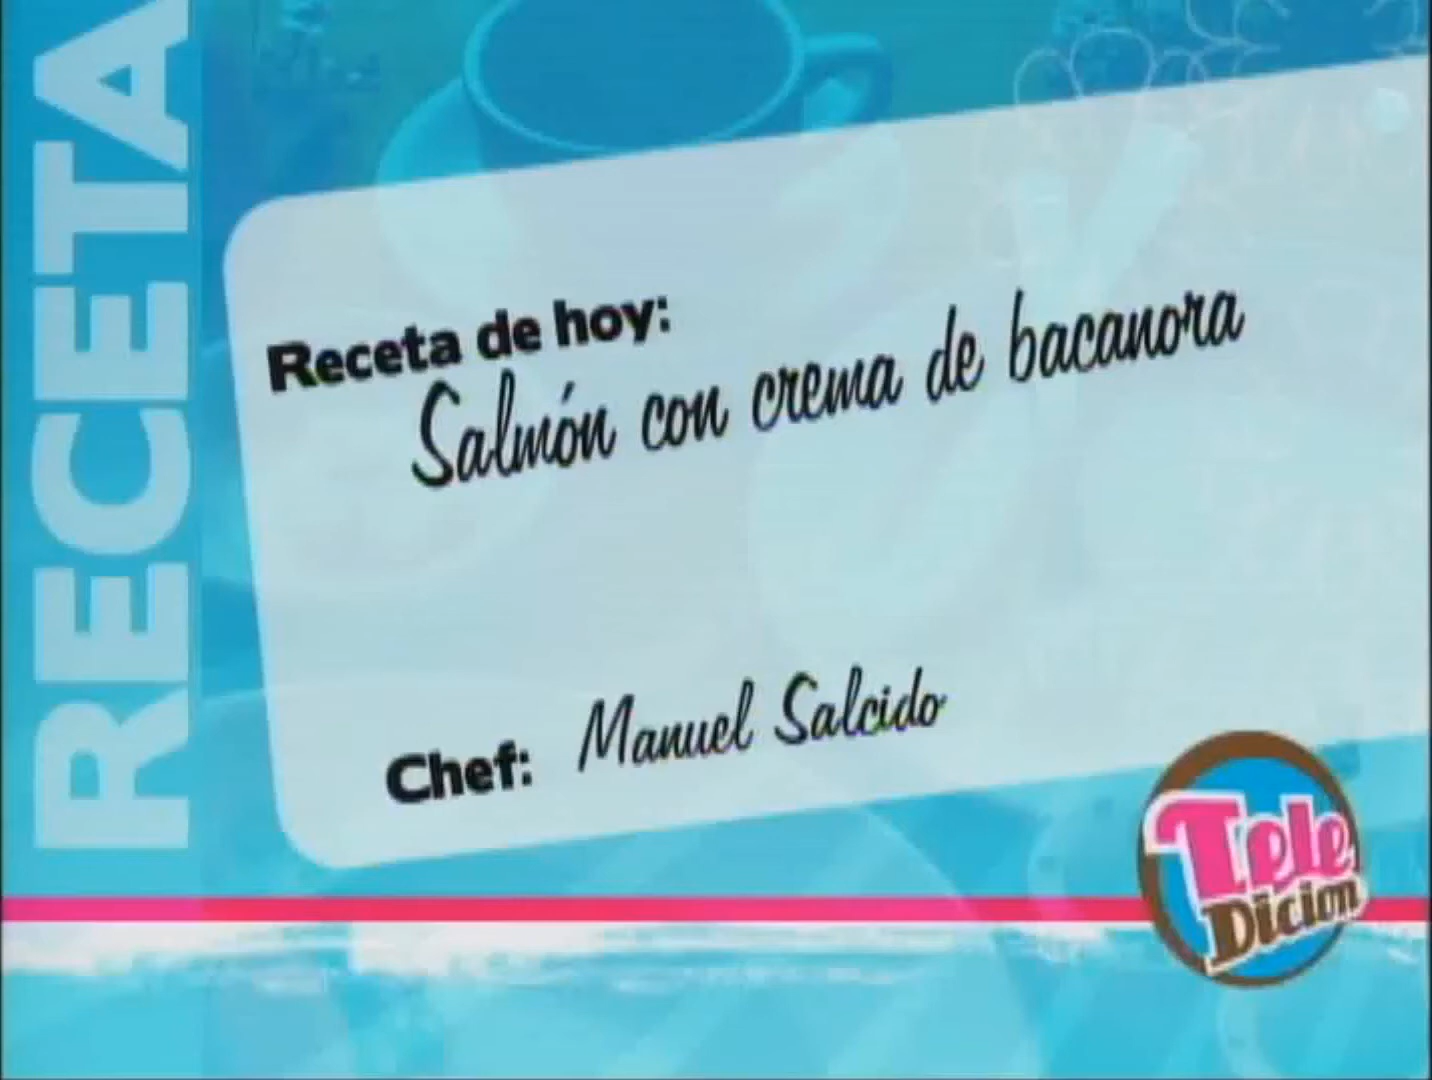 RECETA
Receta de hoy:
Salmón con crema de bacanora
Chef: Manuel Salcido
Tele
Dicion